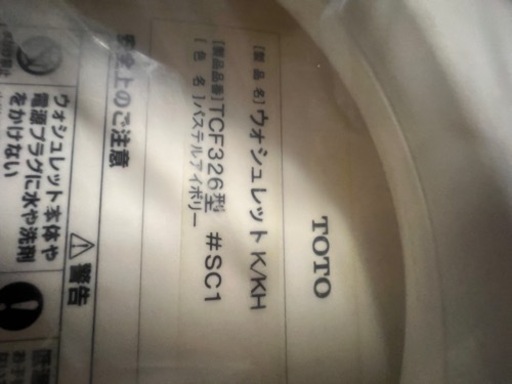 TOTO
[製 品 名] ウォシュレット K/KH
[製品品番] TCF326型 #SC1
[ 色 名 ] パステルアイボリー
安全上のご注意
警告
ウォシュレット本体や
電源プラグに水や洗剤
をかけない